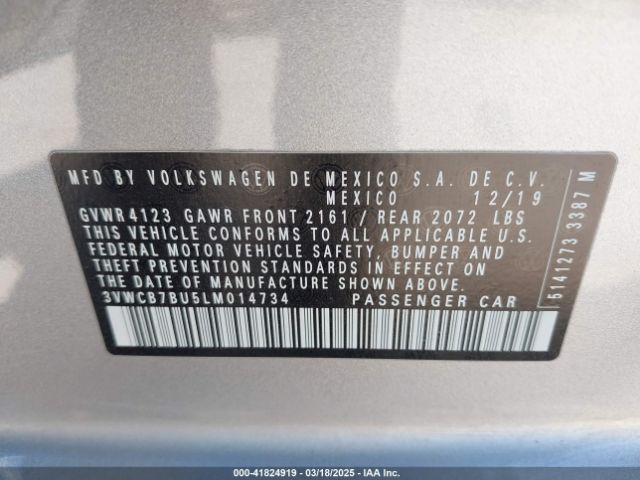 MFD BY VOLKSWAGEN DE MEXICO S.A. DE C.V.
MEXICO 12/19
GVWR 4123 GAWR FRONT 2161 REAR 2072 LBS
THIS VEHICLE CONFORMS TO ALL APPLICABLE U.S.
FEDERAL MOTOR VEHICLE SAFETY, BUMPER AND
THEFT PREVENTION STANDARDS IN EFFECT ON
THE DATE OF MANUFACTURE SHOWN ABOVE.
3VWCB7BU5LM014734 PASSENGER CAR
5141273 3387 M
000-41824919 - 03/18/2025 - IAAI.COM